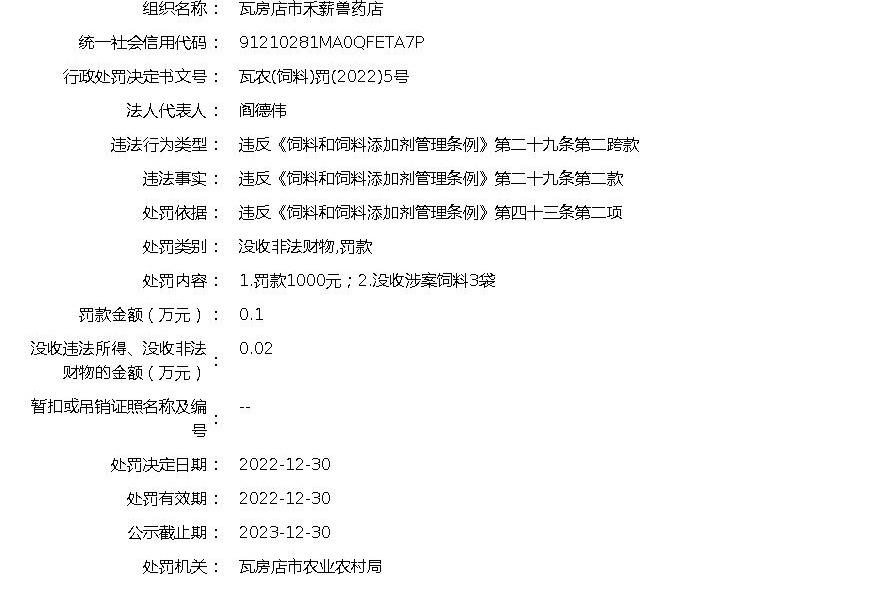 组织名称： 瓦房店市禾薪兽药店
统一社会信用代码： 91210281MA0QFETA7P
行政处罚决定书文号： 瓦农(饲料)罚(2022)5号
法人代表人： 阎德伟
违法行为类型： 违反《饲料和饲料添加剂管理条例》第二十九条第二跨款
违法事实： 违反《饲料和饲料添加剂管理条例》第二十九条第二款
处罚依据： 违反《饲料和饲料添加剂管理条例》第四十三条第二项
处罚类别： 没收非法财物,罚款
处罚内容： 1.罚款1000元；2.没收涉案饲料3袋
罚款金额（万元）： 0.1
没收违法所得、没收非法
财物的金额（万元）： 0.02
暂扣或吊销证照名称及编
号： --
处罚决定日期： 2022-12-30
处罚有效期： 2022-12-30
公示截止期： 2023-12-30
处罚机关： 瓦房店市农业农村局